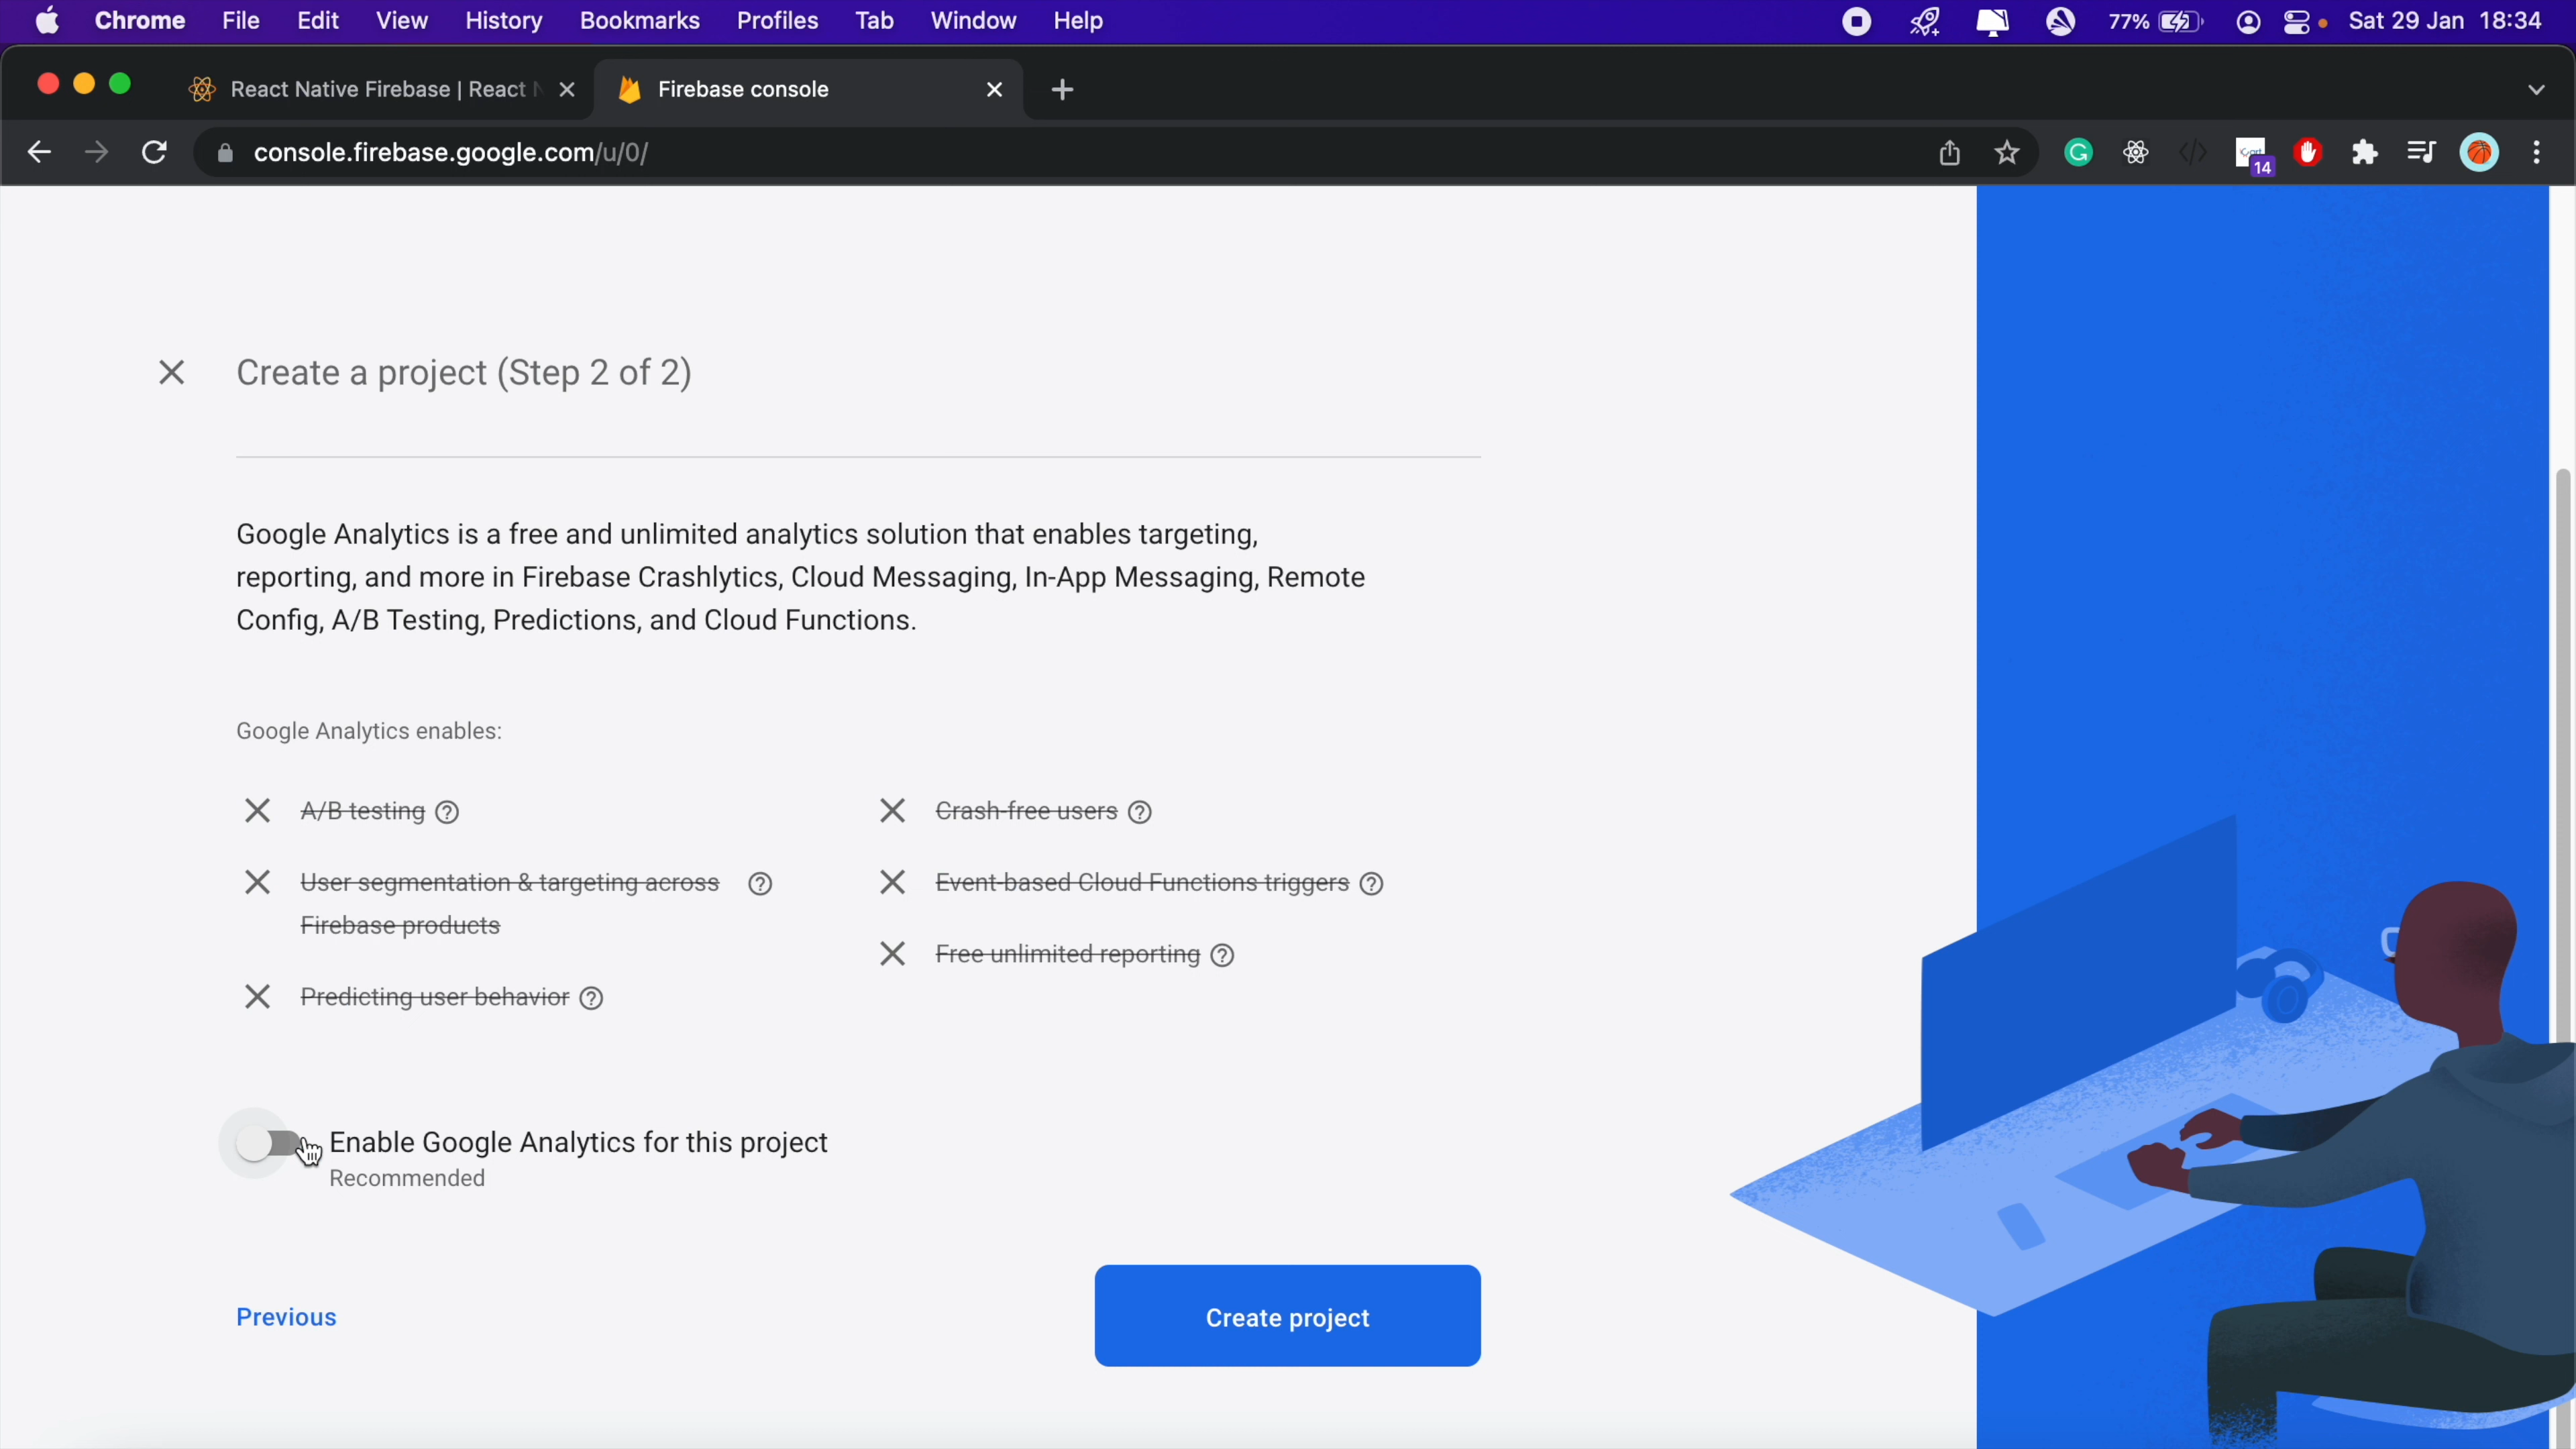 Chrome File Edit View History Bookmarks Profiles Tab Window Help 77% Sat 29 Jan 18:34
React Native Firebase | React Firebase console
console.firebase.google.com/u/0/
14
Create a project (Step 2 of 2)
Google Analytics is a free and unlimited analytics solution that enables targeting,
reporting, and more in Firebase Crashlytics, Cloud Messaging, In-App Messaging, Remote
Config, A/B Testing, Predictions, and Cloud Functions.
Google Analytics enables:
A/B testing
User segmentation & targeting across
Firebase products
Predicting user behavior
Crash-free users
Event-based Cloud Functions triggers
Free unlimited reporting
Enable Google Analytics for this project
Recommended
Previous
Create project